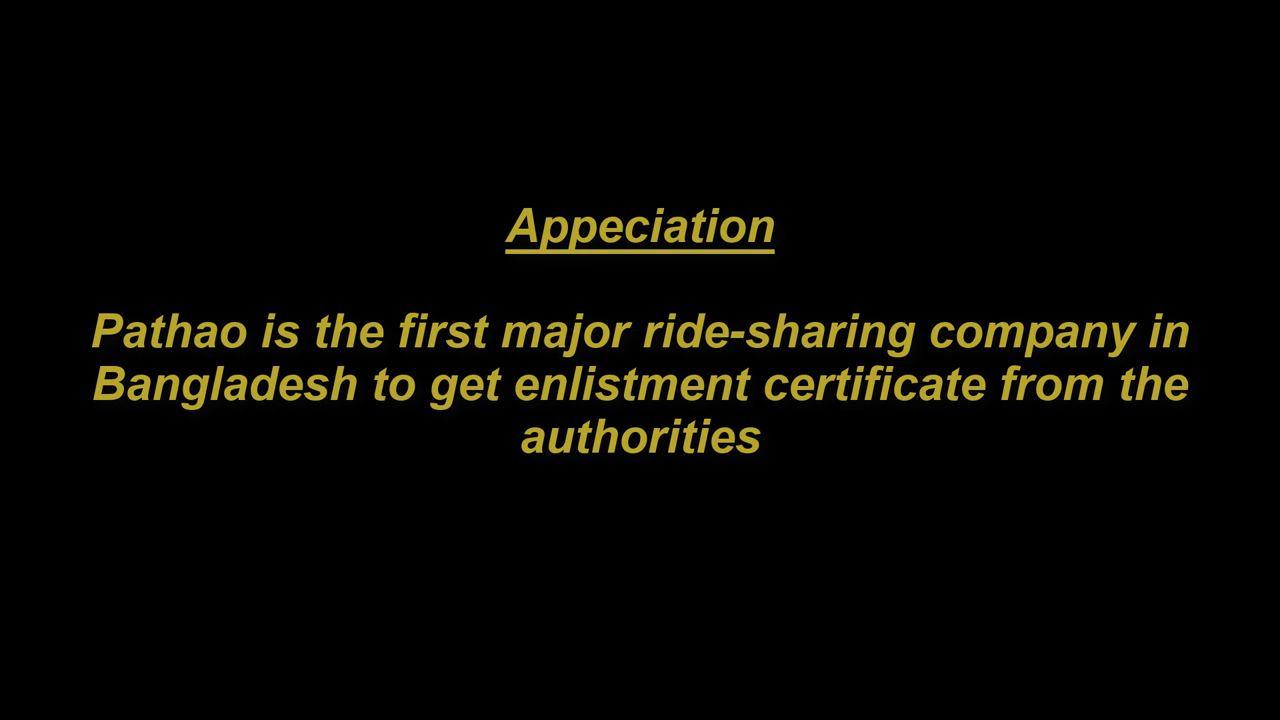 Appeciation
Pathao is the first major ride-sharing company in
Bangladesh to get enlistment certificate from the
authorities